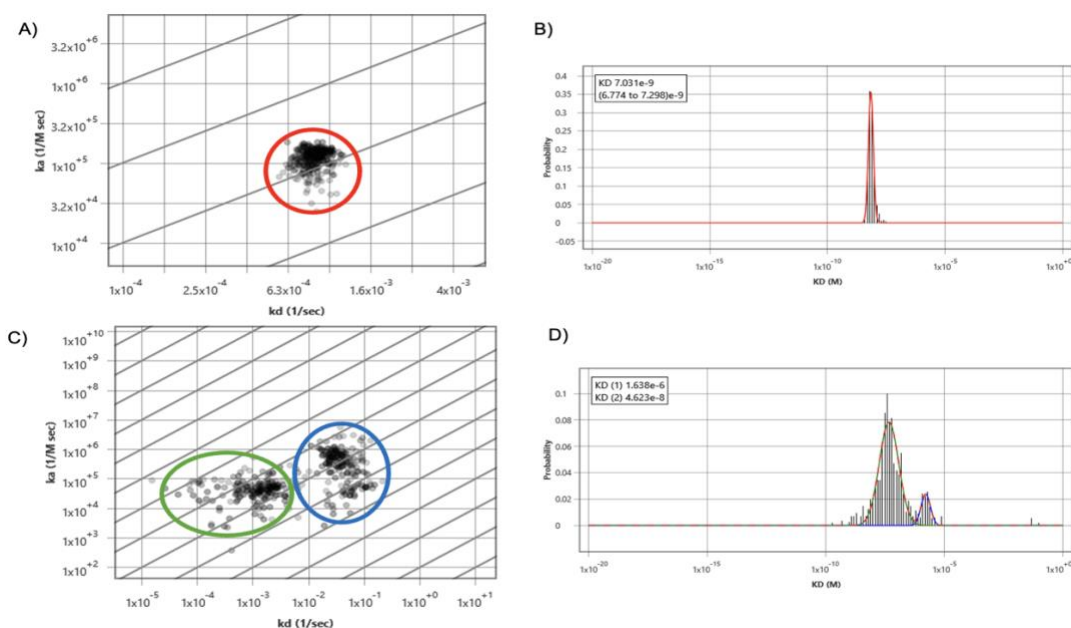 A)
3.2x10⁺⁶
1x10⁺⁶
3.2x10⁺⁵
1x10⁺⁵
3.2x10⁺⁴
1x10⁺⁴
ka (1/M sec)
1x10⁻⁴ 2.5x10⁻⁴ 6.3x10⁻⁴ 1.6x10⁻³ 4x10⁻³
kd (1/sec)
B)
KD 7.031e-9
(6.774 to 7.298)e-9
0.4
0.35
0.3
0.25
0.2
0.15
0.1
0.05
0
-0.05
Probability
1x10⁻²⁰ 1x10⁻¹⁵ 1x10⁻¹⁰ 1x10⁻⁵ 1x10⁺⁰
KD (M)
C)
1x10⁺¹⁰
1x10⁺⁹
1x10⁺⁸
1x10⁺⁷
1x10⁺⁶
1x10⁺⁵
1x10⁺⁴
1x10⁺³
1x10⁺²
ka (1/M sec)
1x10⁻⁵ 1x10⁻⁴ 1x10⁻³ 1x10⁻² 1x10⁻¹ 1x10⁺⁰ 1x10⁺¹
kd (1/sec)
D)
KD (1) 1.638e-6
KD (2) 4.623e-8
0.1
0.08
0.06
0.04
0.02
0
Probability
1x10⁻²⁰ 1x10⁻¹⁵ 1x10⁻¹⁰ 1x10⁻⁵ 1x10⁺⁰
KD (M)